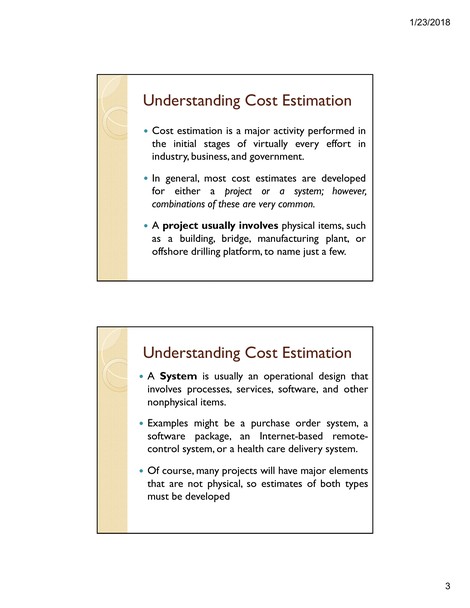 1/23/2018
Understanding Cost Estimation
• Cost estimation is a major activity performed in
the initial stages of virtually every effort in
industry, business, and government.
• In general, most cost estimates are developed
for either a project or a system; however,
combinations of these are very common.
• A project usually involves physical items, such
as a building, bridge, manufacturing plant, or
offshore drilling platform, to name just a few.
Understanding Cost Estimation
• A System is usually an operational design that
involves processes, services, software, and other
nonphysical items.
• Examples might be a purchase order system, a
software package, an Internet-based remote-
control system, or a health care delivery system.
• Of course, many projects will have major elements
that are not physical, so estimates of both types
must be developed
3